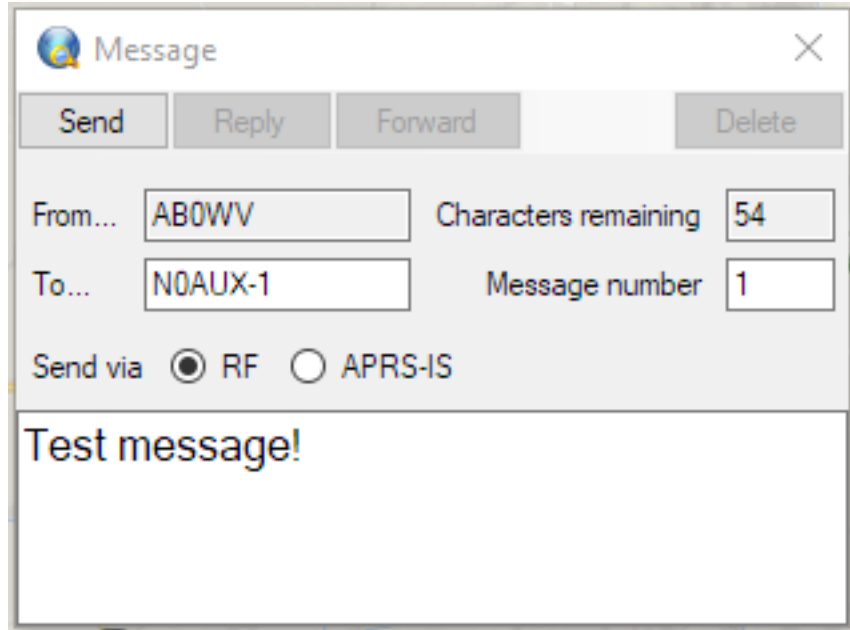 Message
Send Reply Forward Delete
From... AB0WV Characters remaining 54
To... N0AUX-1 Message number 1
Send via RF APRS-IS
Test message!